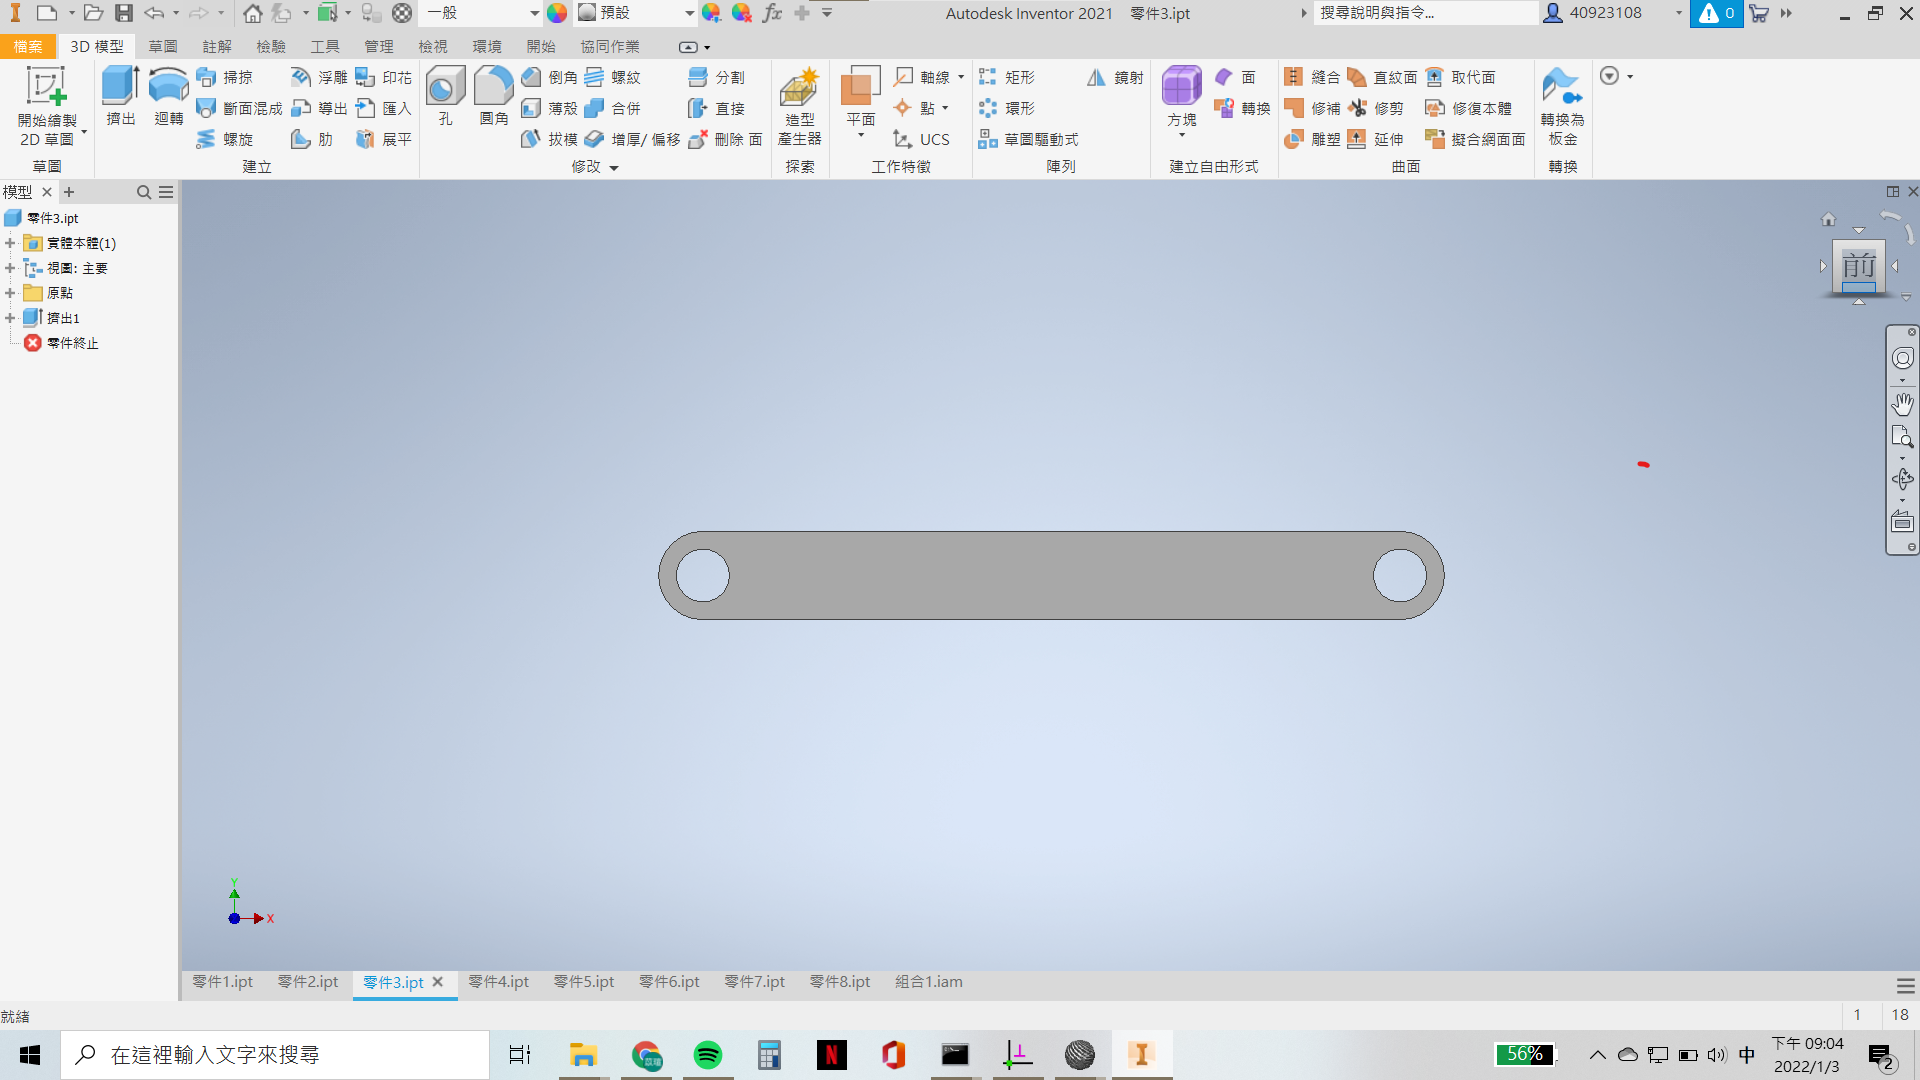 一般
預設
fx
Autodesk Inventor 2021 零件3.ipt
搜尋說明與指令...
40923108
0
檔案 3D 模型 草圖 註解 檢驗 工具 管理 檢視 環境 開始 協同作業
開始繪製
2D 草圖
草圖
擠出
迴轉
掃掠
斷面混成
螺旋
浮雕
導出
肋
印花
匯入
展平
建立
孔
圓角
倒角
薄殼
拔模
螺紋
合併
增厚/ 偏移
分割
直接
刪除 面
修改
造型
產生器
探索
平面
軸線
點
UCS
工作特徵
矩形
環形
草圖驅動式
鏡射
陣列
方塊
面
轉換
建立自由形式
縫合
修補
雕塑
直紋面
修剪
延伸
取代面
修復本體
擬合網面面
曲面
轉換為
板金
轉換
模型
零件3.ipt
實體本體(1)
視圖: 主要
原點
擠出1
零件終止
前
Y
X
零件1.ipt 零件2.ipt 零件3.ipt 零件4.ipt 零件5.ipt 零件6.ipt 零件7.ipt 零件8.ipt 組合1.iam
就緒
1 18
在這裡輸入文字來搜尋
56%
中
下午 09:04
2022/1/3
2